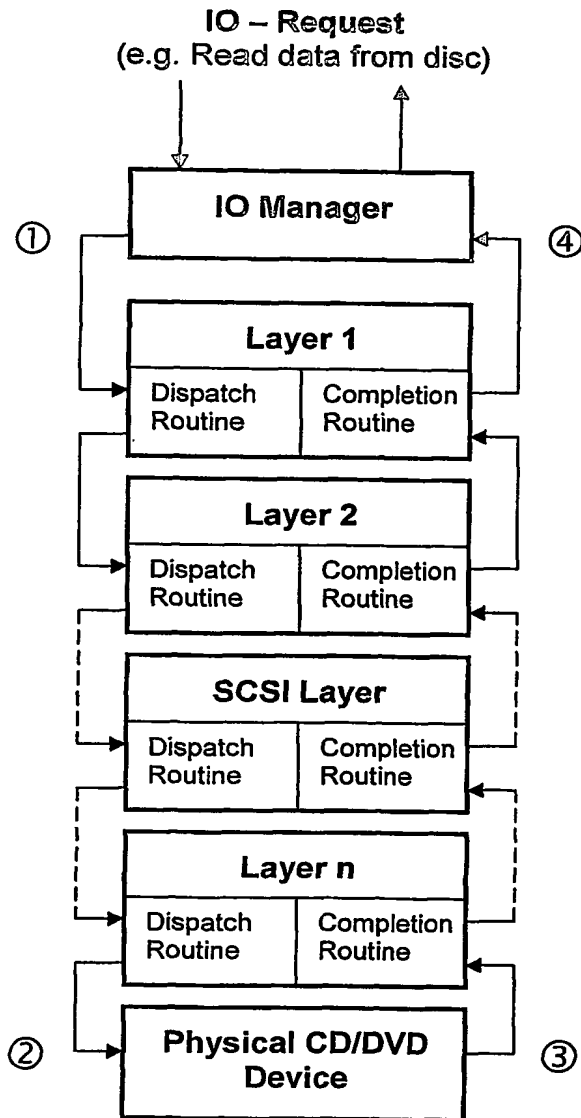 IO – Request
(e.g. Read data from disc)
IO Manager
①
④
Layer 1
Dispatch
Routine
Completion
Routine
Layer 2
Dispatch
Routine
Completion
Routine
SCSI Layer
Dispatch
Routine
Completion
Routine
Layer n
Dispatch
Routine
Completion
Routine
②
Physical CD/DVD
Device
③